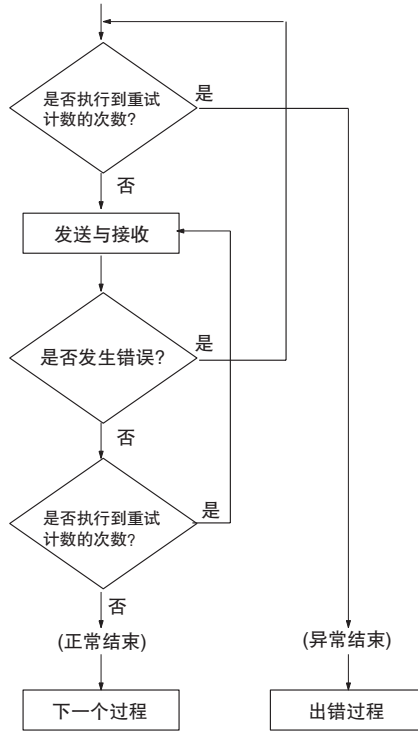 是否执行到重试
计数的次数?
是
否
发送与接收
是否发生错误?
是
否
是否执行到重试
计数的次数?
是
否
(正常结束)
(异常结束)
下一个过程
出错过程